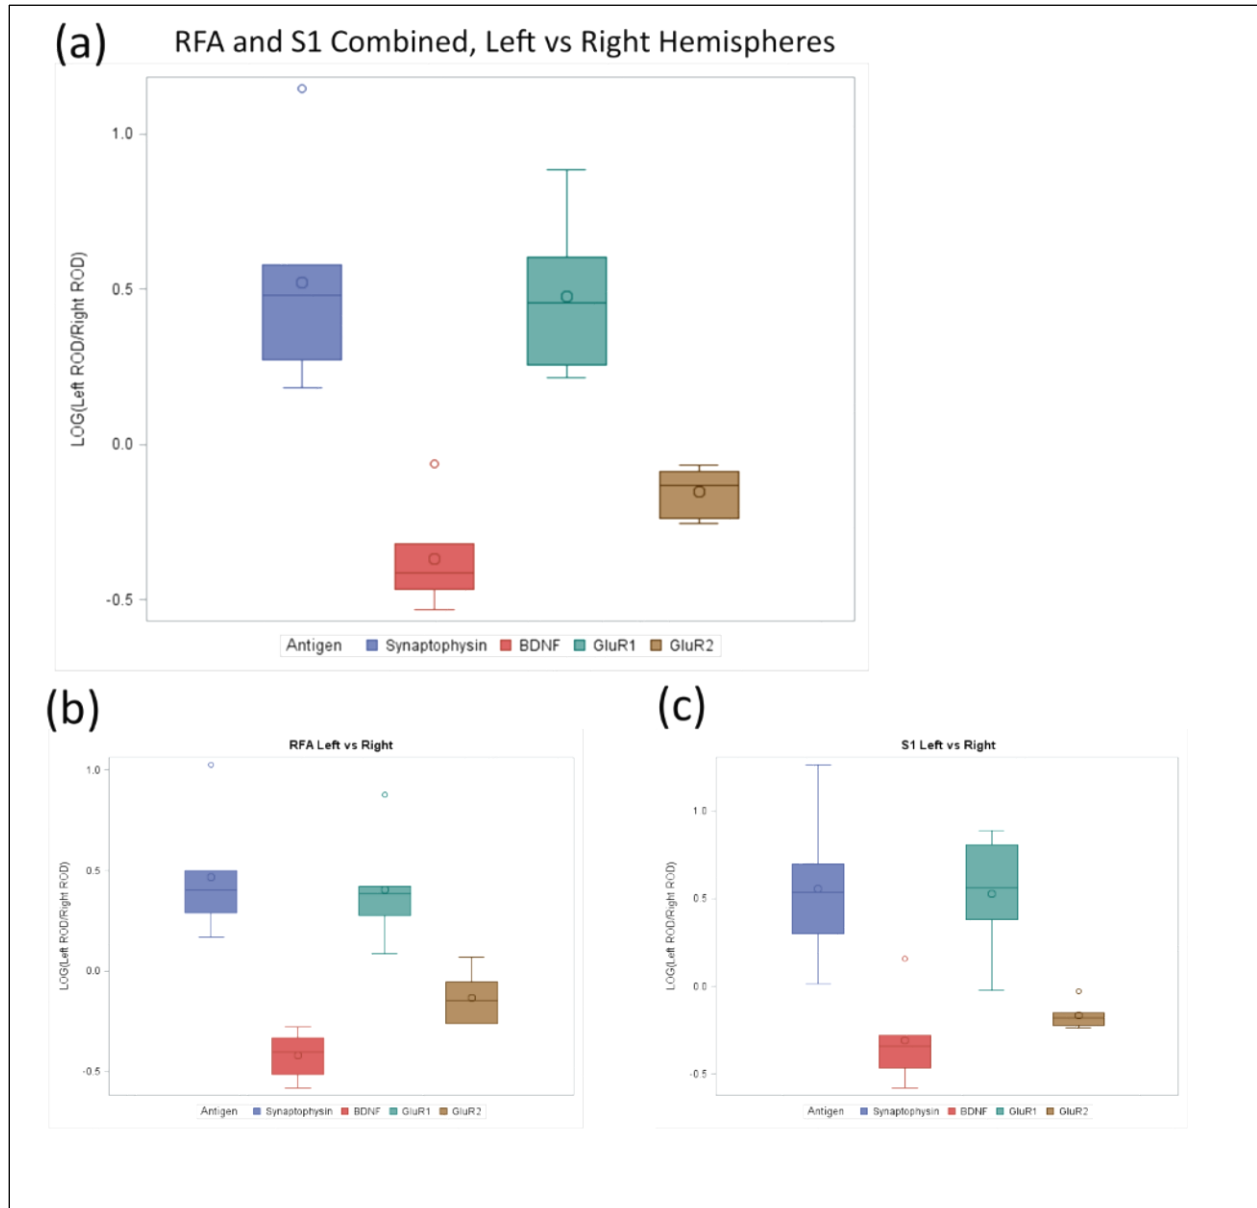 (a) RFA and S1 Combined, Left vs Right Hemispheres
1.0
0.5
0.0
-0.5
LOG(Left ROD/Right ROD)
Antigen Synaptophysin BDNF GluR1 GluR2
(b)
RFA Left vs Right
1.0
0.5
0.0
-0.5
LOG(Left ROD/Right ROD)
Antigen Synaptophysin BDNF GluR1 GluR2
(c)
S1 Left vs Right
1.0
0.5
0.0
-0.5
LOG(Left ROD/Right ROD)
Antigen Synaptophysin BDNF GluR1 GluR2